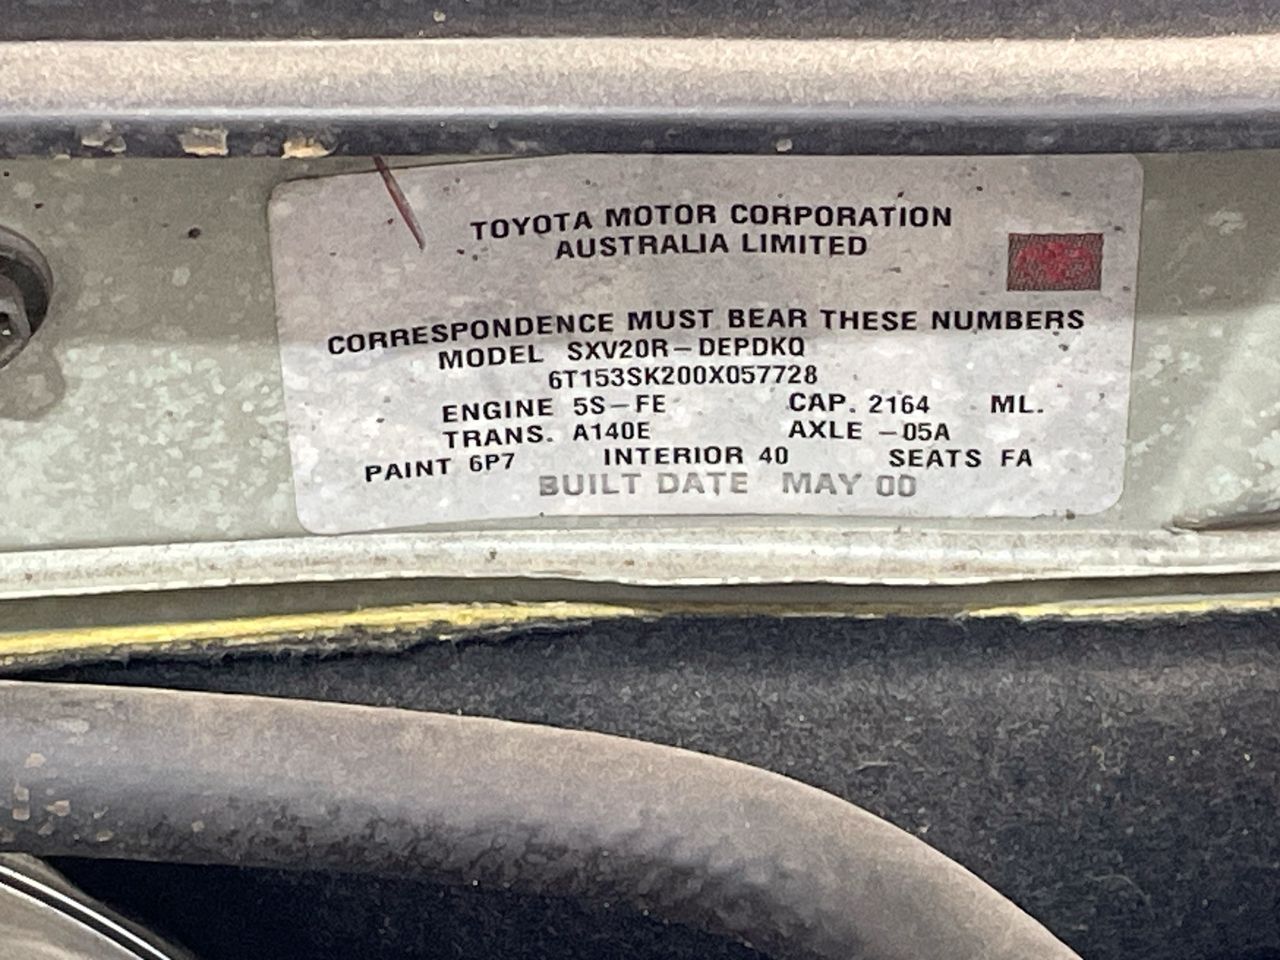 TOYOTA MOTOR CORPORATION
AUSTRALIA LIMITED
CORRESPONDENCE MUST BEAR THESE NUMBERS
MODEL SXV20R-DEPDKQ
6T153SK200X057728
ENGINE 5S-FE CAP. 2164 ML.
TRANS. A140E AXLE -05A
PAINT 6P7 INTERIOR 40 SEATS FA
BUILT DATE MAY 00